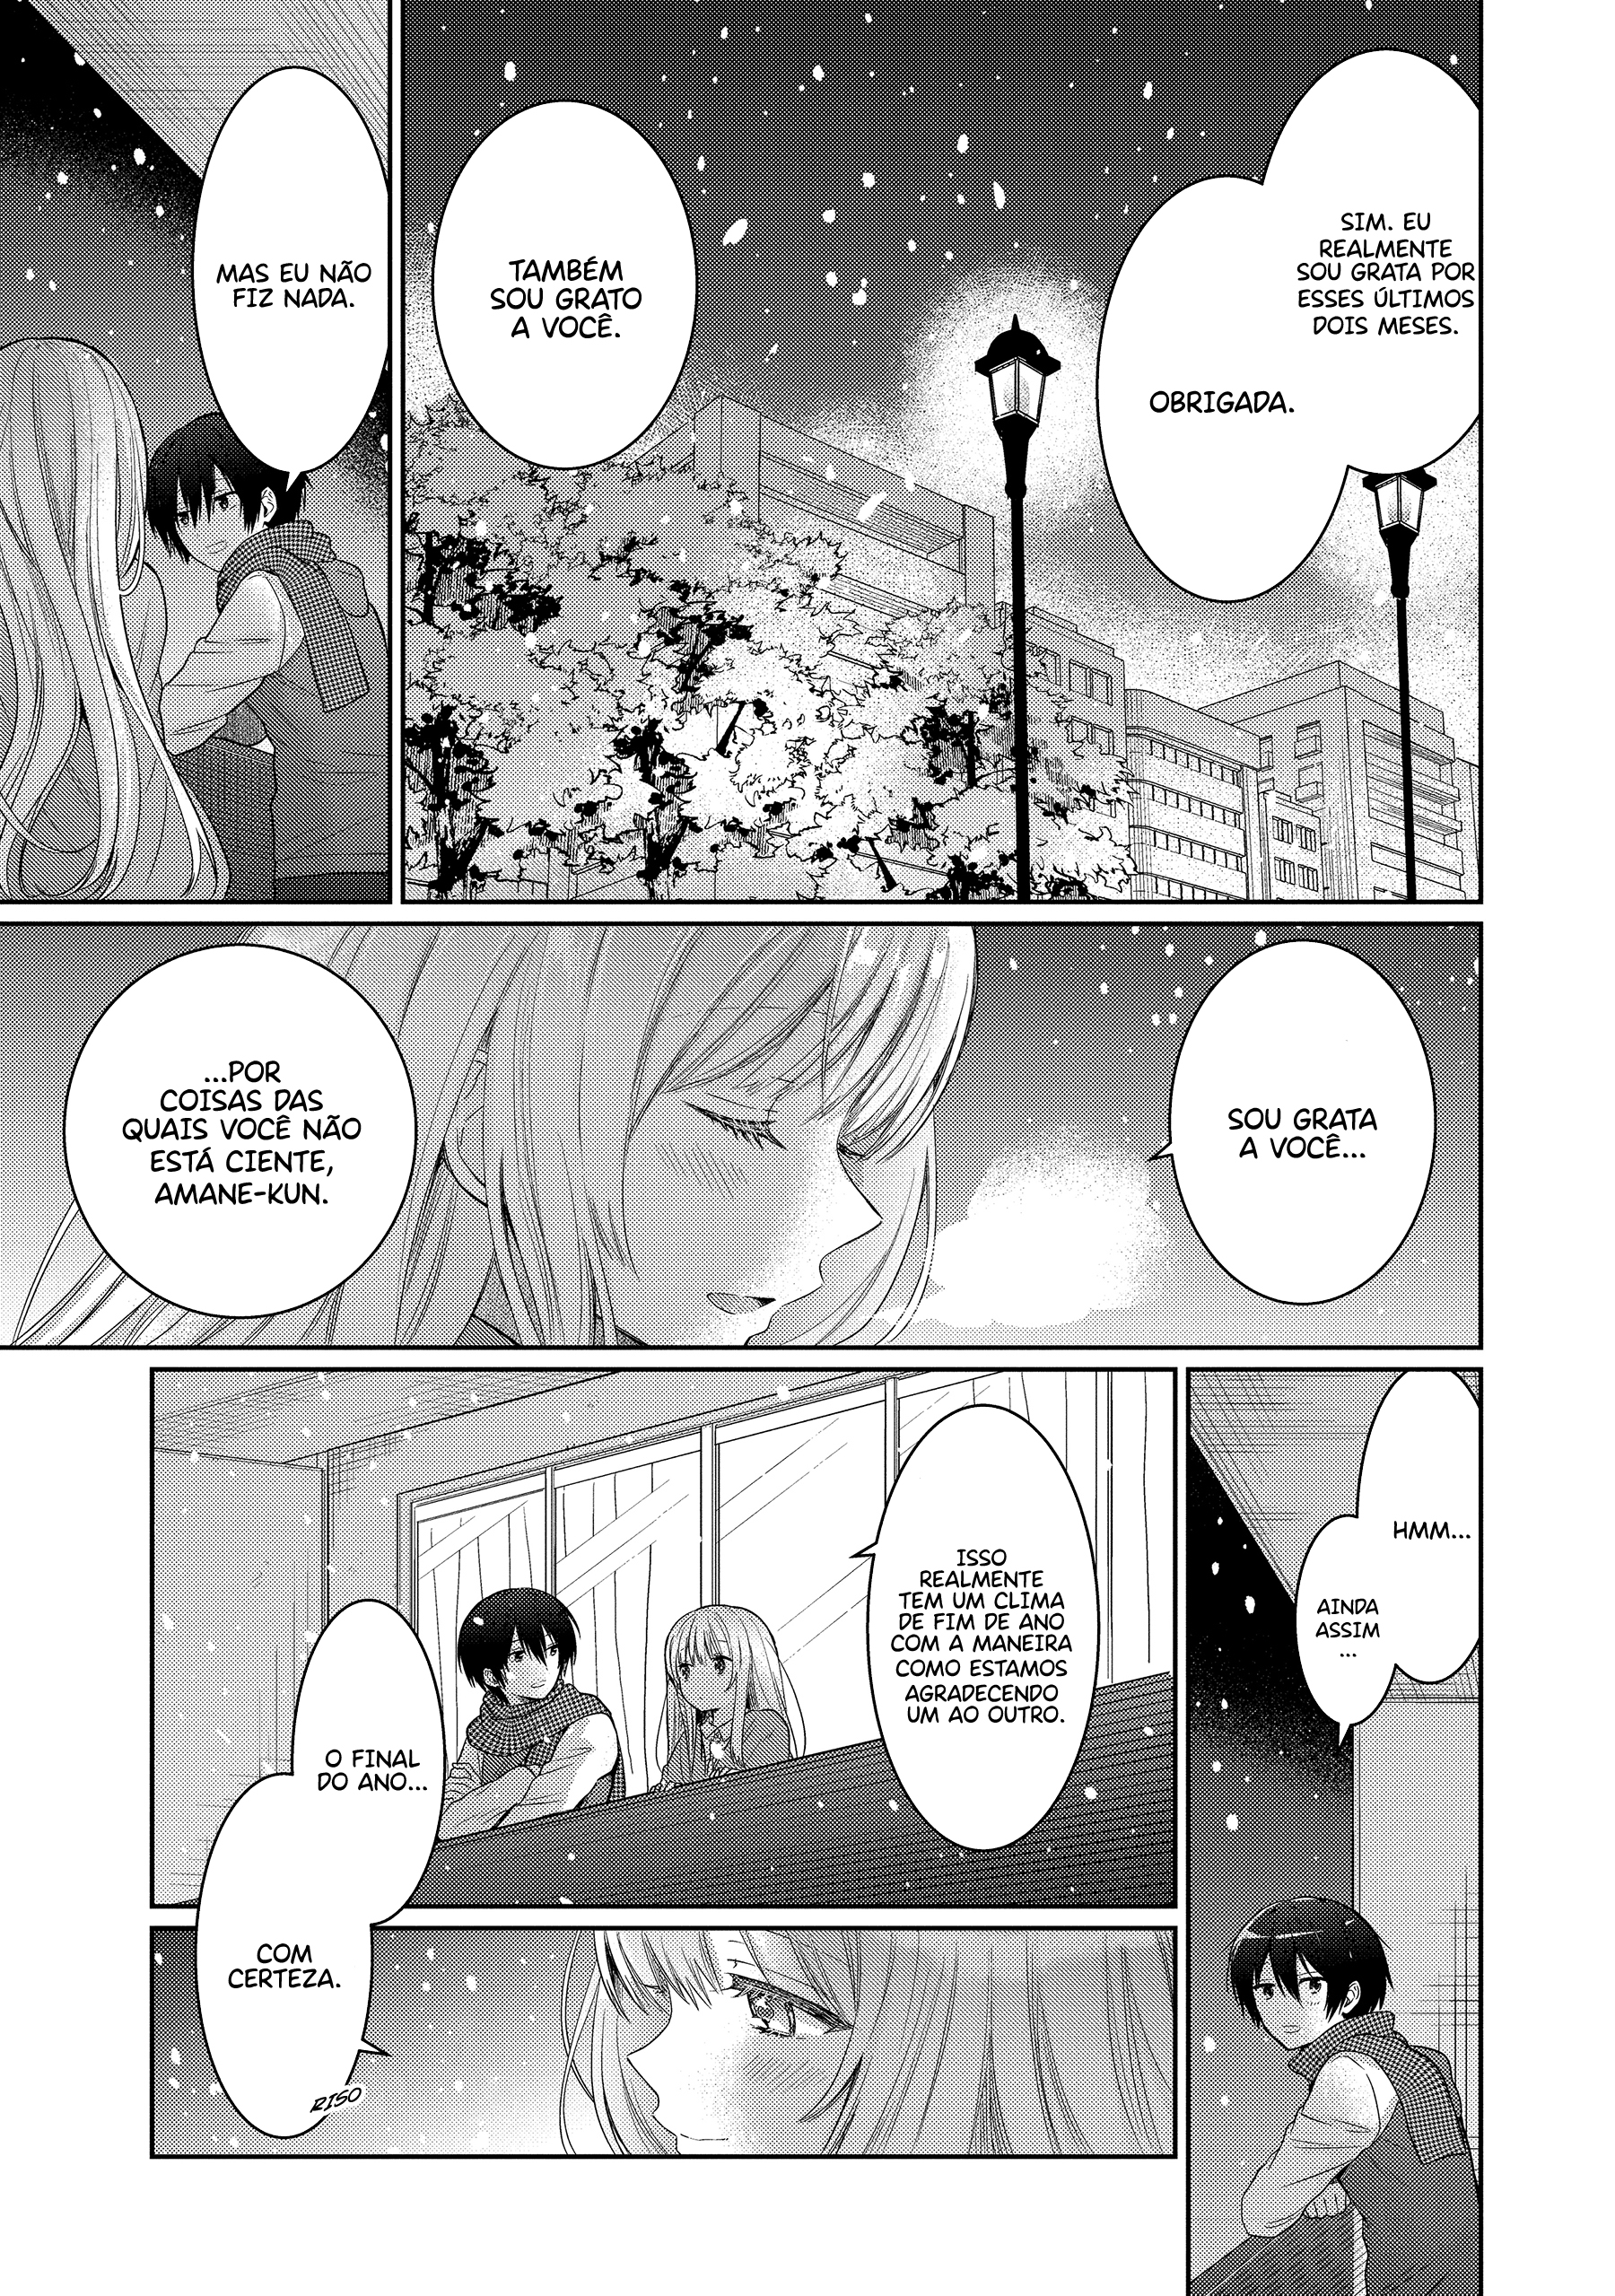 SIM. EU
REALMENTE
SOU GRATA POR
ESSES ÚLTIMOS
DOIS MESES.
OBRIGADA.
TAMBÉM
SOU GRATO
A VOCÊ.
MAS EU NÃO
FIZ NADA.
SOU GRATA
A VOCÊ...
...POR
COISAS DAS
QUAIS VOCÊ NÃO
ESTÁ CIENTE,
AMANE-KUN.
HMM...
AINDA
ASSIM
...
ISSO
REALMENTE
TEM UM CLIMA
DE FIM DE ANO
COM A MANEIRA
COMO ESTAMOS
AGRADECENDO
UM AO OUTRO.
O FINAL
DO ANO...
COM
CERTEZA.
RISO